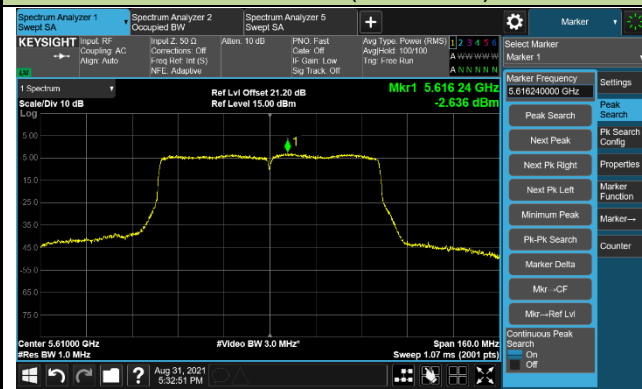 Spectrum Analyzer 1
Swept SA
Spectrum Analyzer 2
Occupied BW
Spectrum Analyzer 5
Swept SA
Marker
KEYSIGHT
Input: RF
Coupling: AC
Align: Auto
Input Z: 50 Ω
Corrections: Off
Freq Ref: Int (S)
NFE: Adaptive
Atten: 10 dB
PNO: Fast
Gate: Off
IF Gain: Low
Sig Track: Off
Avg Type: Power (RMS)
Avg|Hold: 100/100
Trig: Free Run
1 2 3 4 5 6
A W W W W W
A N N N N N
Select Marker
Marker 1
LXI
1 Spectrum
Scale/Div 10 dB
Log
Ref Lvl Offset 21.20 dB
Ref Level 15.00 dBm
Mkr1 5.616 24 GHz
-2.636 dBm
1
5.00
-5.00
-15.0
-25.0
-35.0
-45.0
-55.0
-65.0
-75.0
Center 5.61000 GHz
#Res BW 1.0 MHz
#Video BW 3.0 MHz*
Span 160.0 MHz
Sweep 1.07 ms (2001 pts)
Marker Frequency
5.616240000 GHz
Peak Search
Next Peak
Next Pk Right
Next Pk Left
Minimum Peak
Pk-Pk Search
Marker Delta
Mkr→CF
Mkr→Ref Lvl
Continuous Peak
Search
On
Off
Settings
Peak
Search
Pk Search
Config
Properties
Marker
Function
Marker→
Counter
Aug 31, 2021
5:32:51 PM